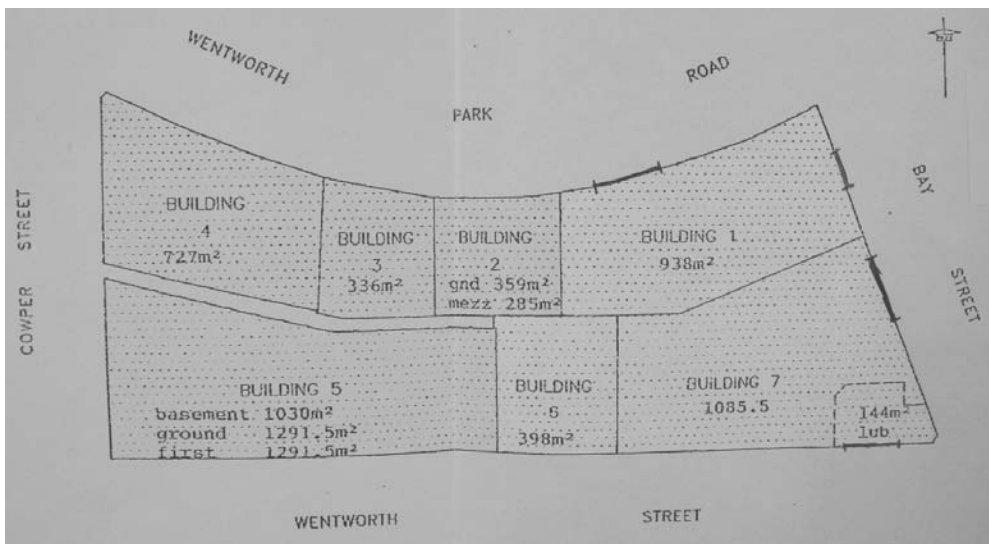 WENTWORTH
PARK
ROAD
BAY
STREET
COWPER STREET
BUILDING
4
727m²
BUILDING
3
336m²
BUILDING
2
gnd 359m²
mezz 285m²
BUILDING 1
938m²
BUILDING 5
basement 1030m²
ground 1291.5m²
first 1291.5m²
BUILDING
6
398m²
BUILDING 7
1085.5
144m²
lub
WENTWORTH STREET